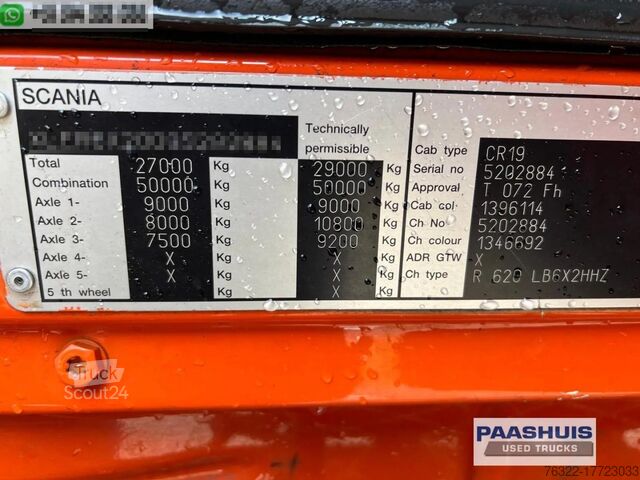 SCANIA
Technically
permissible
Total 27000 Kg 29000 Kg
Combination 50000 Kg 50000 Kg
Axle 1- 9000 Kg 9000 Kg
Axle 2- 8000 Kg 10800 Kg
Axle 3- 7500 Kg 9200 Kg
Axle 4- X Kg X Kg
Axle 5- X Kg X Kg
5 th wheel X Kg X Kg
Cab type CR19
Serial no 5202884
Approval T 072 Fh
Cab col 1396114
Ch No 5202884
Ch colour 1346692
ADR GTW X
Ch type R 620 LB6X2HHZ
Truck
Scout24
PAASHUIS
USED TRUCKS
76322-17723033